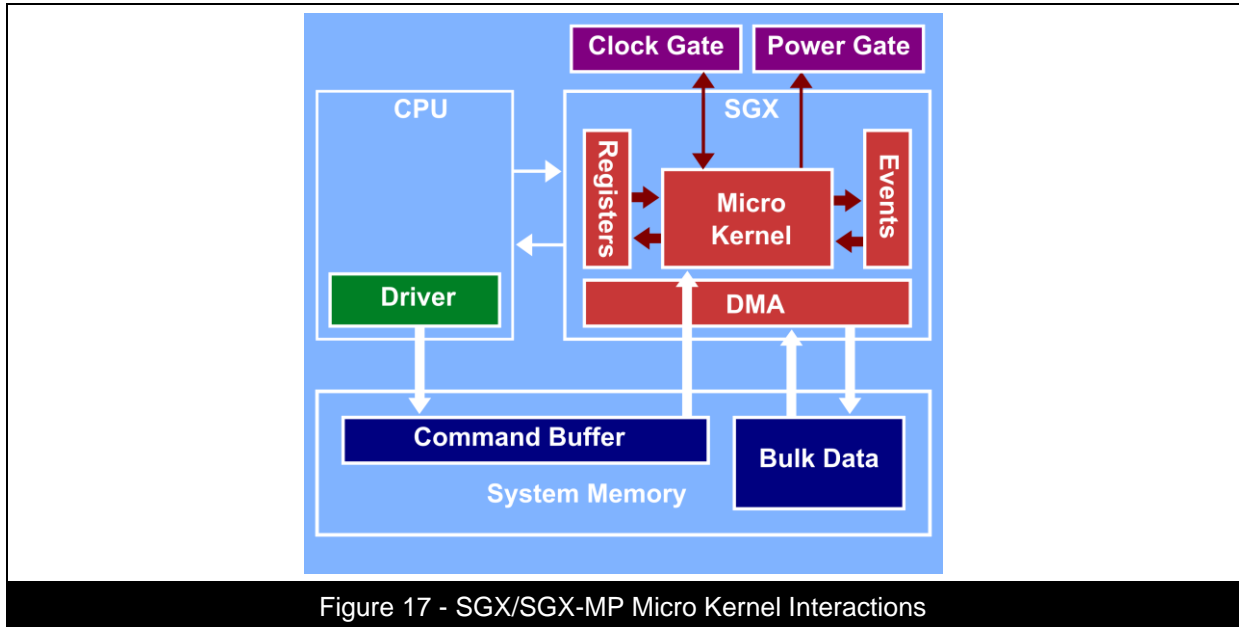 Clock Gate
Power Gate
CPU
SGX
Registers
Micro
Kernel
Events
Driver
DMA
Command Buffer
Bulk Data
System Memory
Figure 17 - SGX/SGX-MP Micro Kernel Interactions